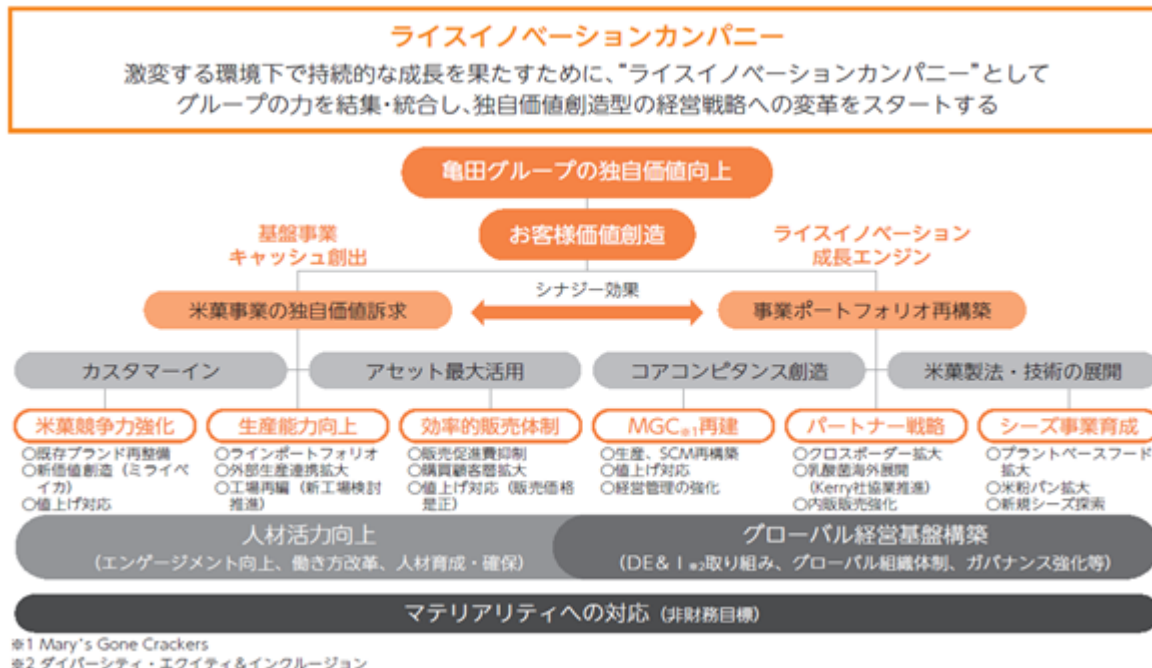 ライスイノベーションカンパニー
激変する環境下で持続的な成長を果たすために、“ライスイノベーションカンパニー”として
グループの力を結集・統合し、独自価値創造型の経営戦略への変革をスタートする
亀田グループの独自価値向上
お客様価値創造
基盤事業
キャッシュ創出
ライスイノベーション
成長エンジン
シナジー効果
米菓事業の独自価値訴求
事業ポートフォリオ再構築
カスタマーイン
アセット最大活用
コアコンピタンス創造
米菓製法・技術の展開
米菓競争力強化
○既存ブランド再整備
○新価値創造（ミライベ
イカ）
○値上げ対応
生産能力向上
○ラインポートフォリオ
○外部生産連携拡大
○工場再編（新工場検討
推進）
効率的販売体制
○販売促進費抑制
○購買顧客層拡大
○値上げ対応（販売価格
是正）
MGC※1再建
○生産、SCM再構築
○値上げ対応
○経営管理の強化
パートナー戦略
○クロスボーダー拡大
○乳酸菌海外展開
（Kerry社協業推進）
○内販販売強化
シーズ事業育成
○プラントベースフード
拡大
○米粉パン拡大
○新規シーズ探索
人材活力向上
（エンゲージメント向上、働き方改革、人材育成・確保）
グローバル経営基盤構築
（DE＆I ※2取り組み、グローバル組織体制、ガバナンス強化等）
マテリアリティへの対応（非財務目標）
※1 Mary's Gone Crackers
※2 ダイバーシティ・エクイティ&インクルージョン